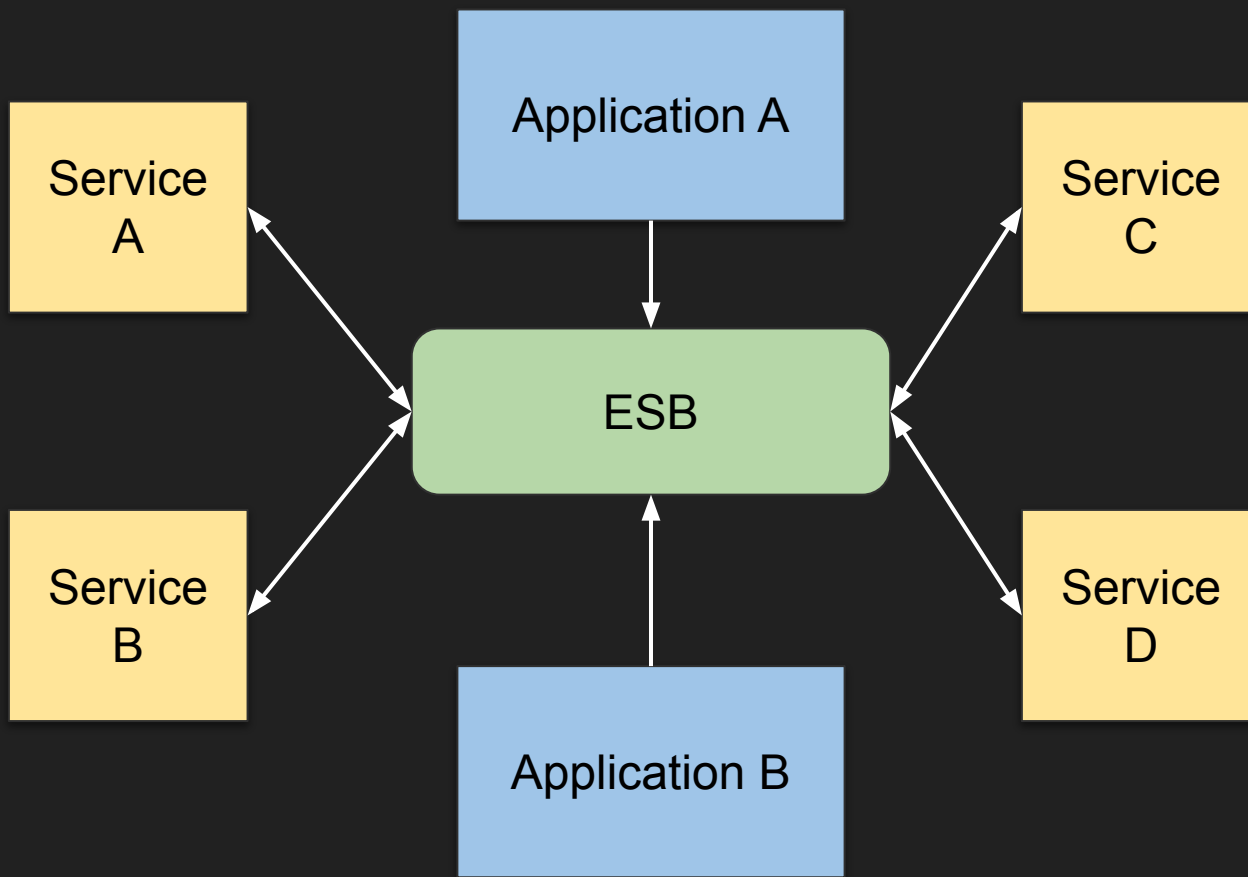 Application A
Service
A
Service
C
ESB
Service
B
Service
D
Application B